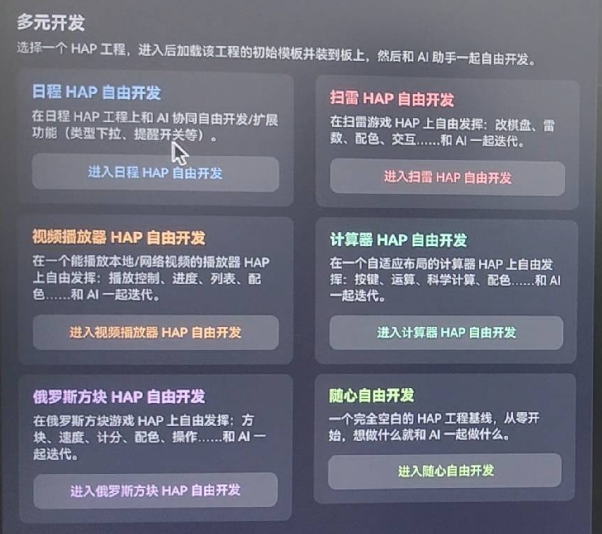 多元开发
选择一个 HAP 工程，进入后加载该工程的初始模板并装到板上，然后和 AI 助手一起自由开发。
日程 HAP 自由开发
在日程 HAP 工程上和 AI 协同自由开发/扩展
功能（类型下拉、提醒开关等）。
进入日程 HAP 自由开发
扫雷 HAP 自由开发
在扫雷游戏 HAP 上自由发挥：改棋盘、雷
数、配色、交互……和 AI 一起迭代。
进入扫雷 HAP 自由开发
视频播放器 HAP 自由开发
在一个能播放本地/网络视频的播放器 HAP
上自由发挥：播放控制、进度、列表、配
色……和 AI 一起迭代。
进入视频播放器 HAP 自由开发
计算器 HAP 自由开发
在一个自适应布局的计算器 HAP 上自由发
挥：按键、运算、科学计算、配色……和 AI
一起迭代。
进入计算器 HAP 自由开发
俄罗斯方块 HAP 自由开发
在俄罗斯方块游戏 HAP 上自由发挥：方
块、速度、计分、配色、操作……和 AI 一
起迭代。
进入俄罗斯方块 HAP 自由开发
随心自由开发
一个完全空白的 HAP 工程基线，从零开
始，想做什么就和 AI 一起做什么。
进入随心自由开发